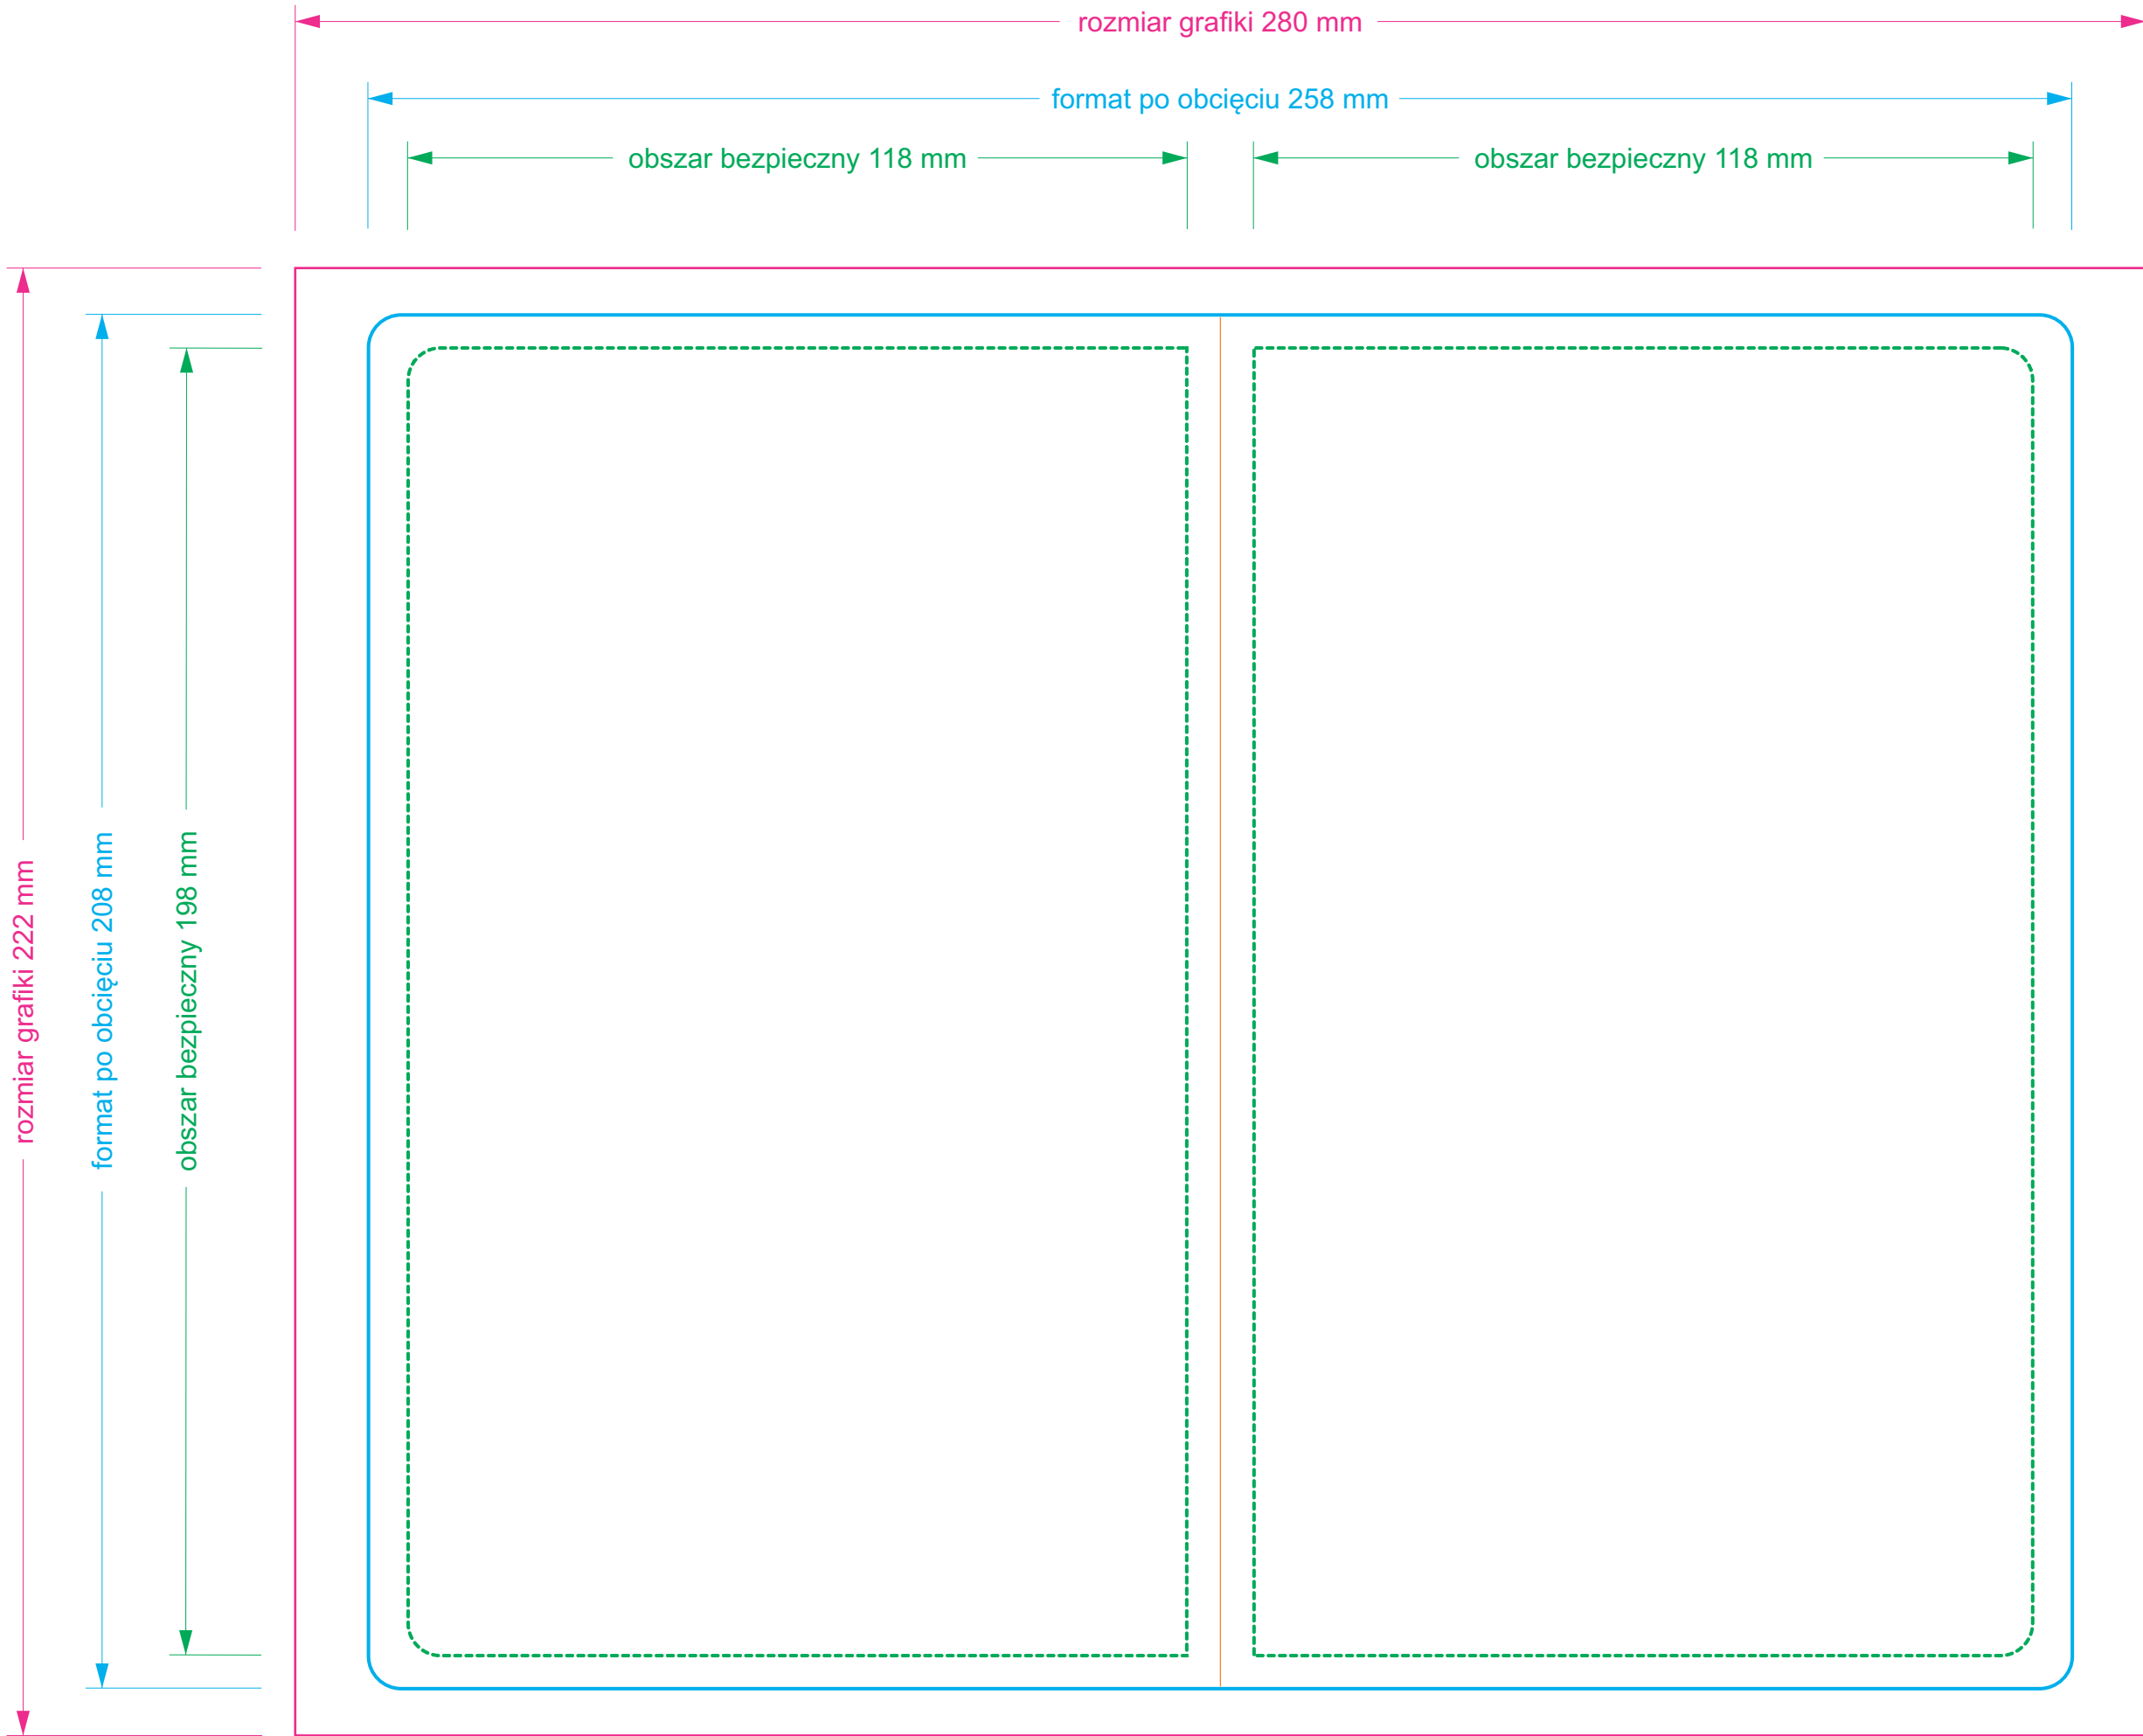 rozmiar grafiki 280 mm
format po obcięciu 258 mm
obszar bezpieczny 118 mm
obszar bezpieczny 118 mm
rozmiar grafiki 222 mm
format po obcięciu 208 mm
obszar bezpieczny 198 mm